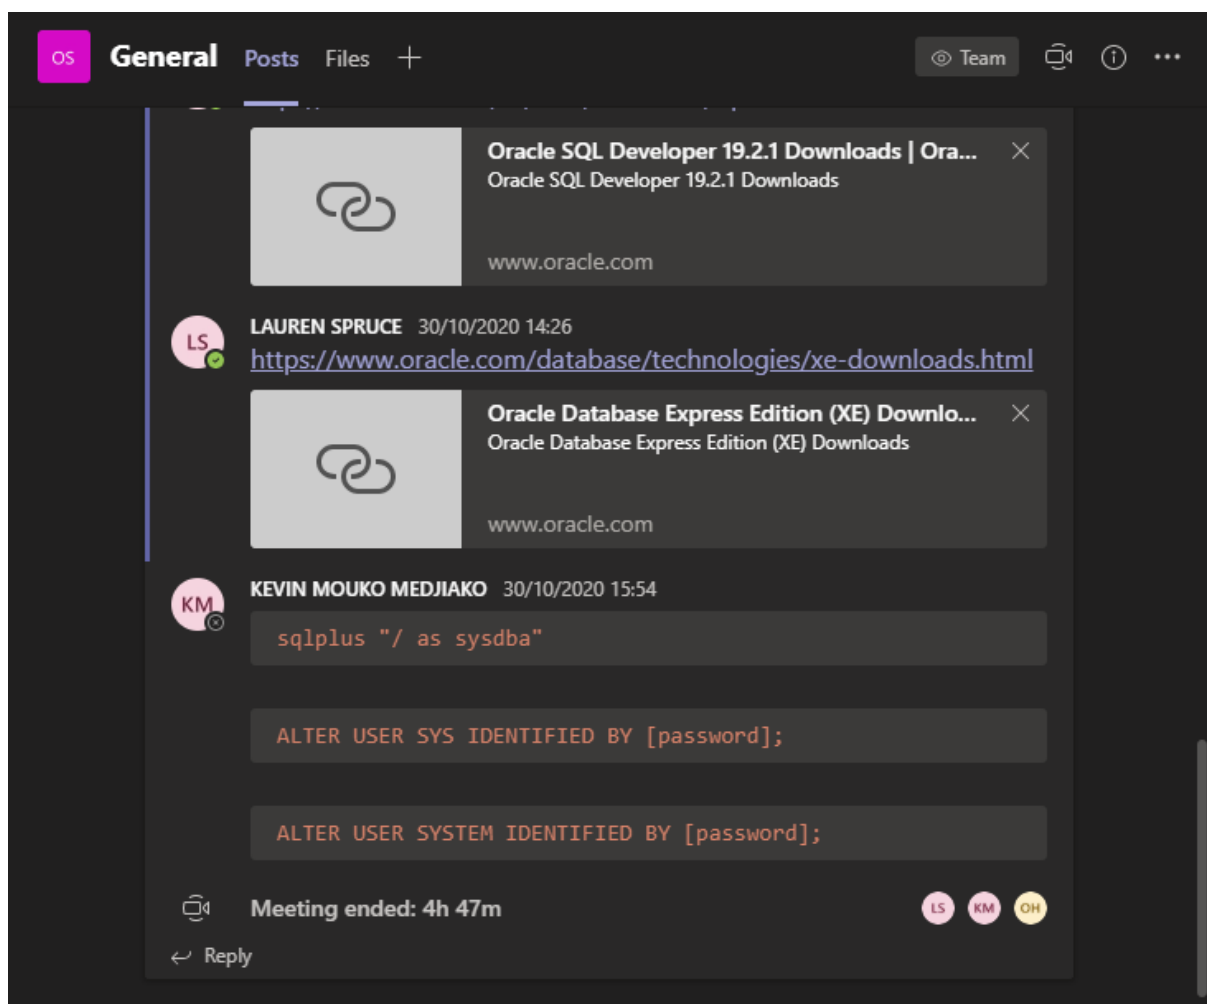 OS General Posts Files Team
Oracle SQL Developer 19.2.1 Downloads | Ora...
Oracle SQL Developer 19.2.1 Downloads
www.oracle.com
LS LAUREN SPRUCE 30/10/2020 14:26
https://www.oracle.com/database/technologies/xe-downloads.html
Oracle Database Express Edition (XE) Downlo...
Oracle Database Express Edition (XE) Downloads
www.oracle.com
KM KEVIN MOUKO MEDJIAKO 30/10/2020 15:54
sqlplus "/ as sysdba"
ALTER USER SYS IDENTIFIED BY [password];
ALTER USER SYSTEM IDENTIFIED BY [password];
Meeting ended: 4h 47m LS KM OH
Reply